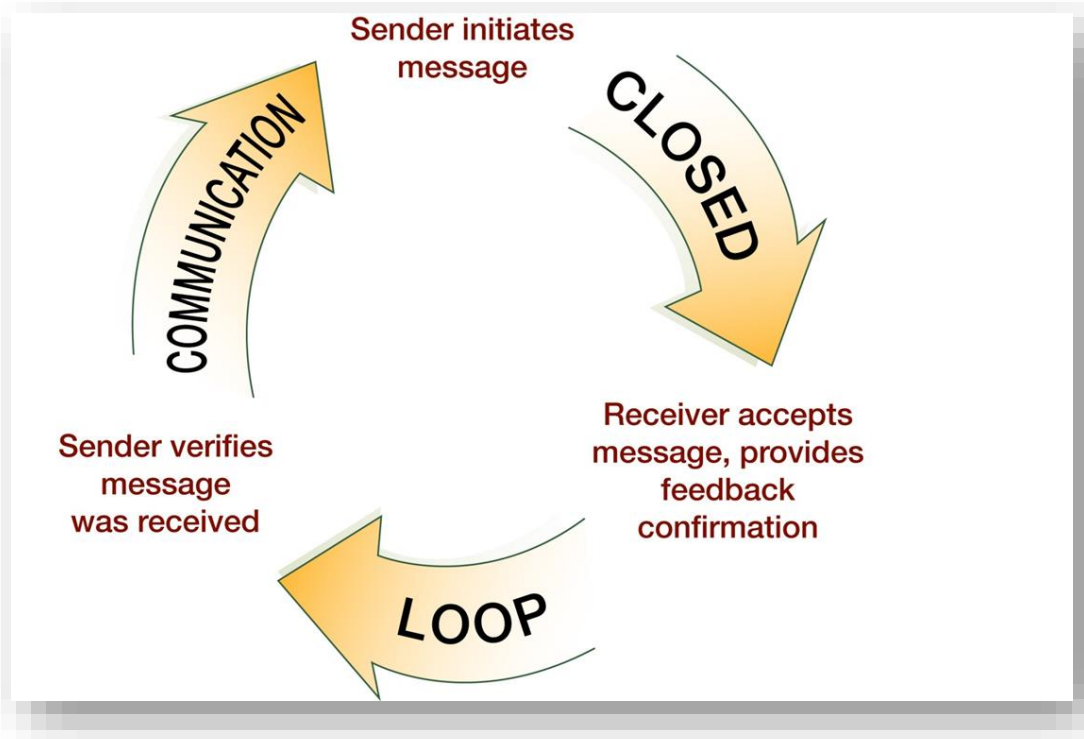 Sender initiates
message
CLOSED
Receiver accepts
message, provides
feedback
confirmation
LOOP
Sender verifies
message
was received
COMMUNICATION